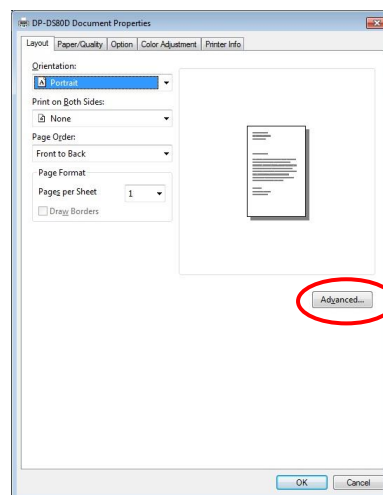 DP-DS80D Document Properties
Layout Paper/Quality Option Color Adjustment Printer Info
Orientation:
A Portrait
Print on Both Sides:
None
Page Order:
Front to Back
Page Format
Pages per Sheet 1
Draw Borders
Advanced...
OK Cancel